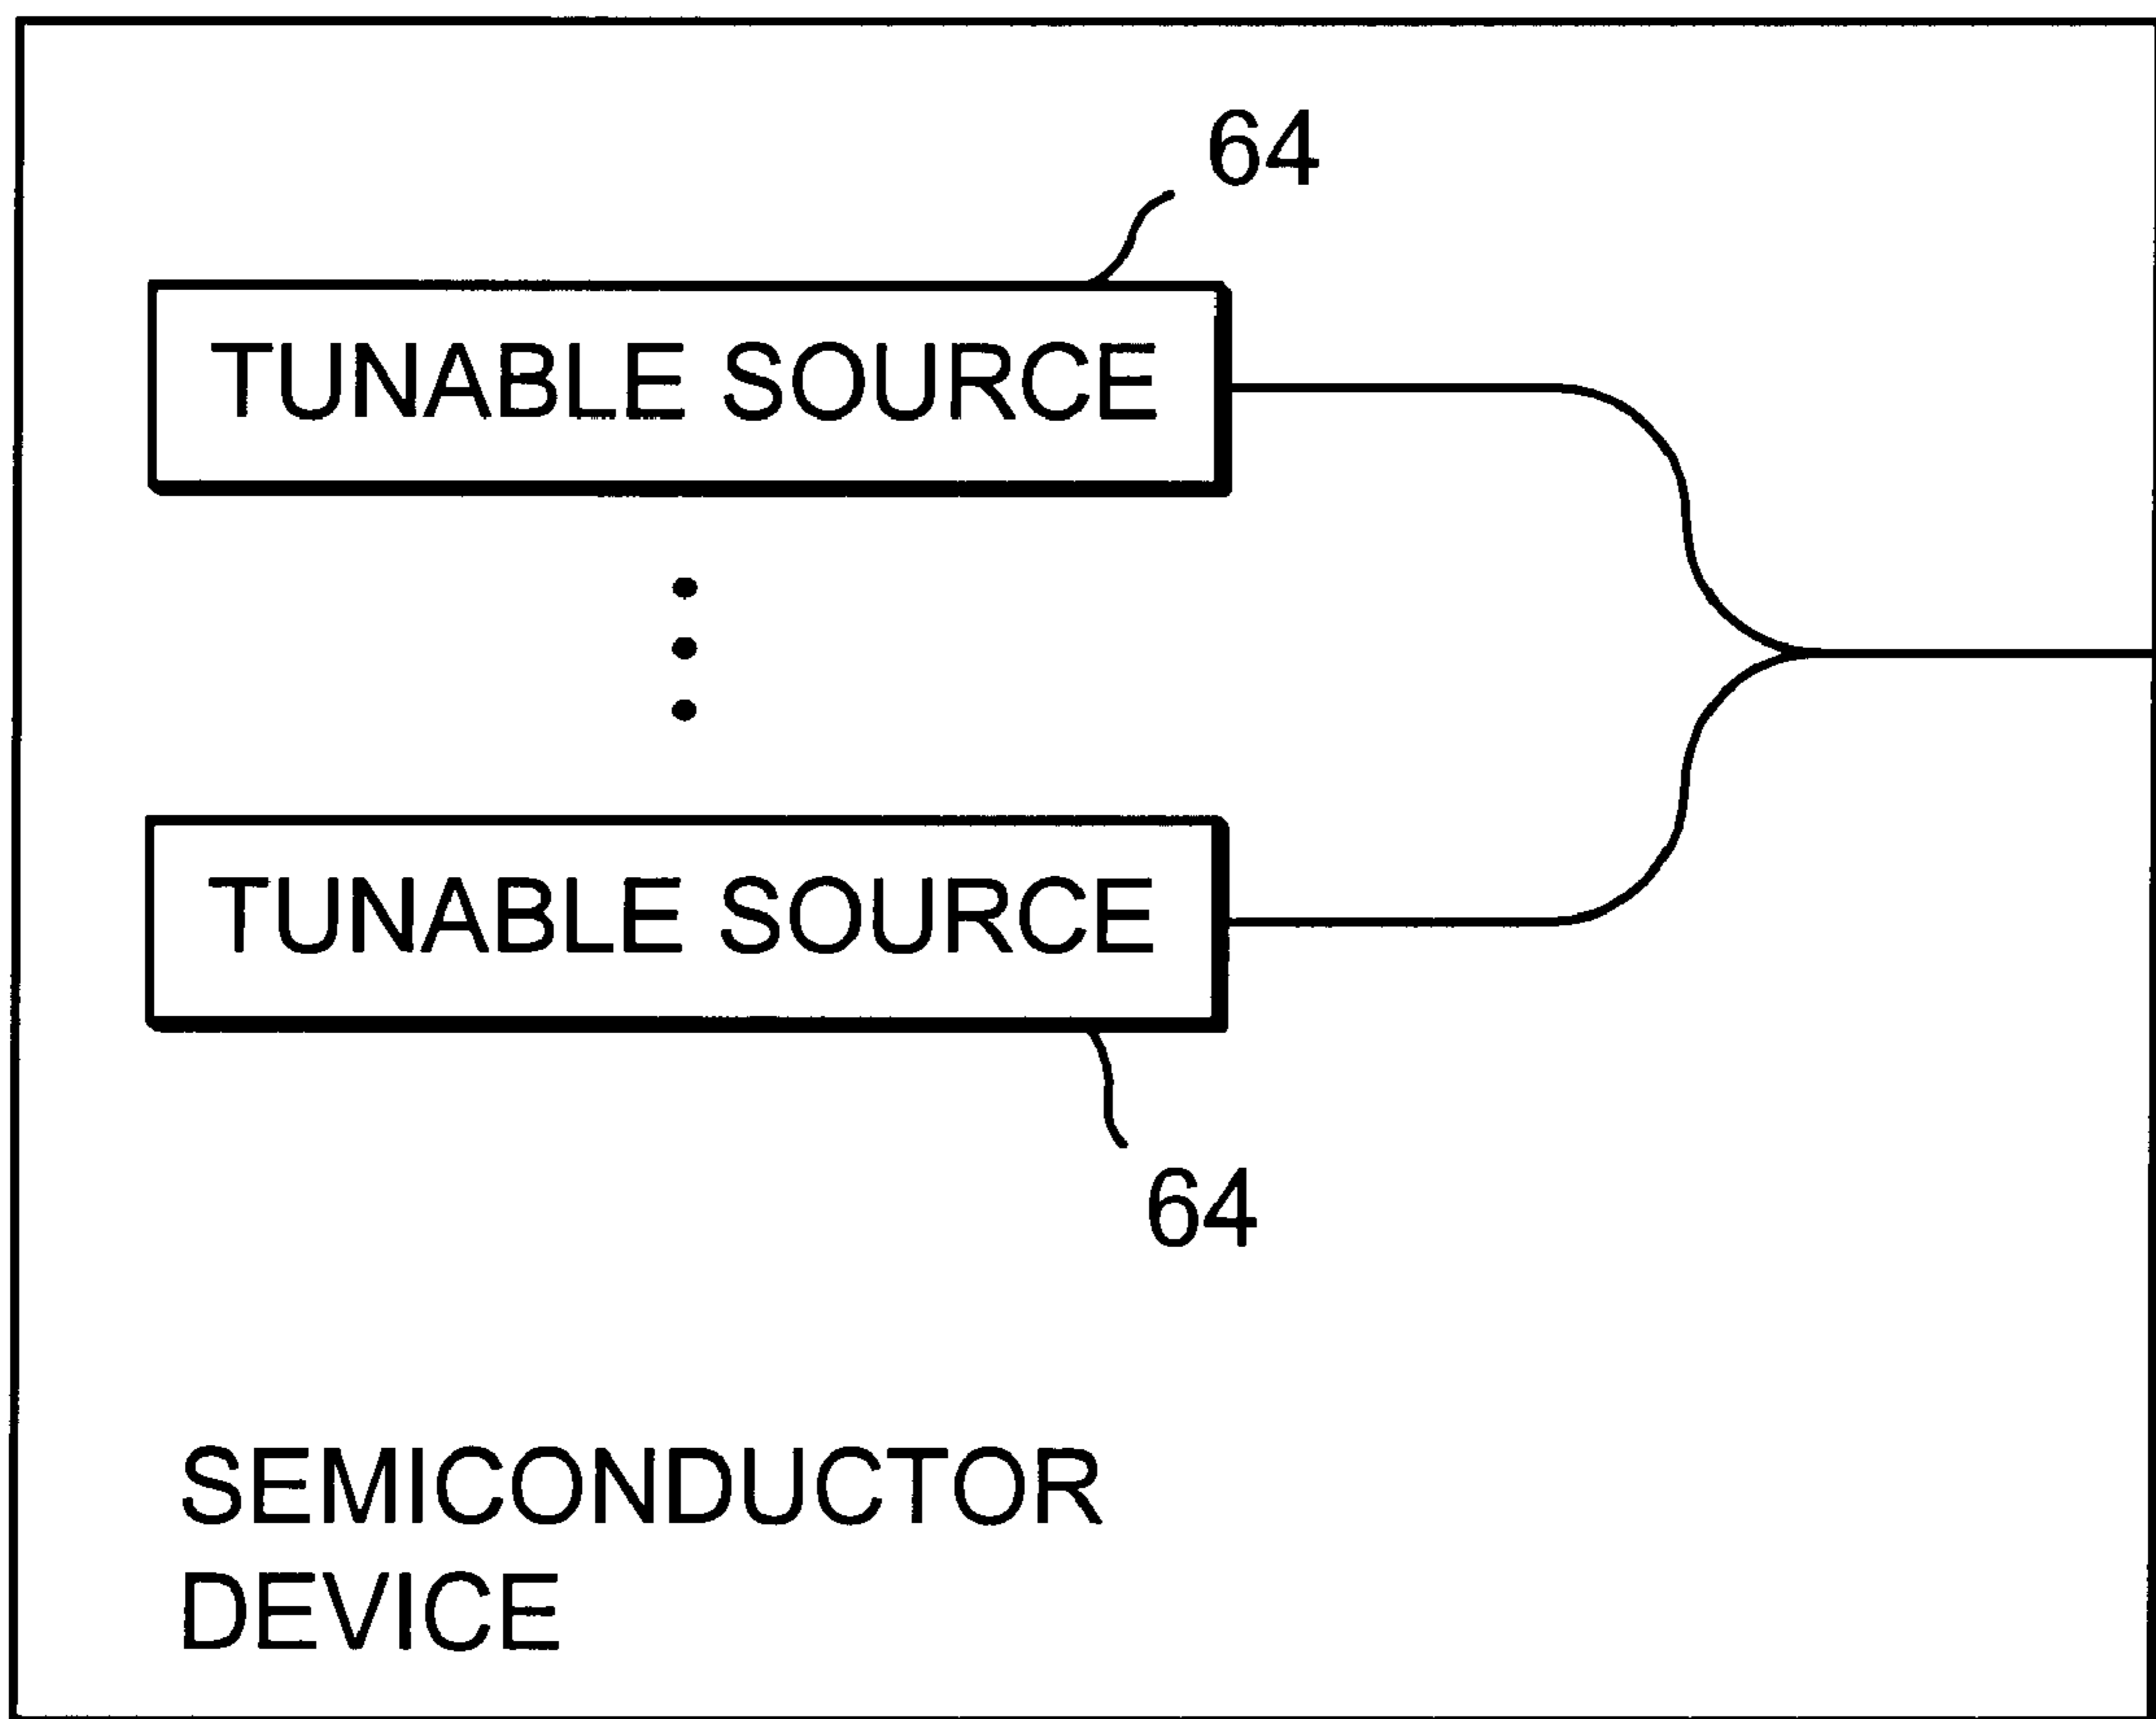 64
TUNABLE SOURCE
TUNABLE SOURCE
64
SEMICONDUCTOR
DEVICE